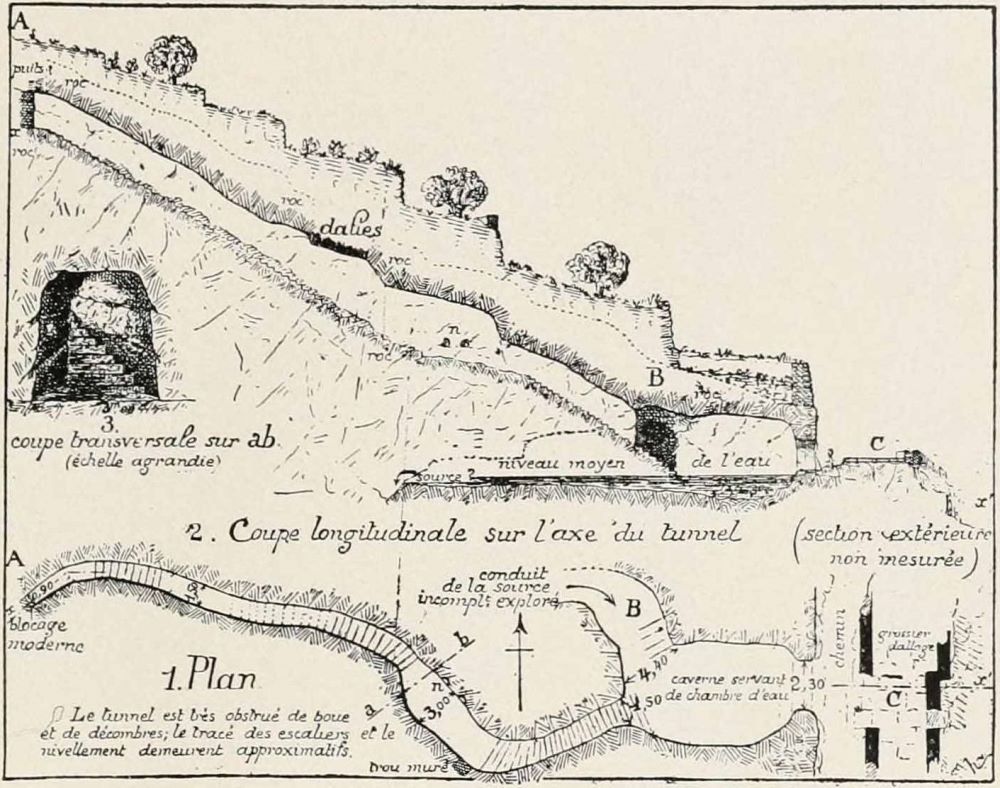 A
puits
roc
x
roc
roc
dalles
roc
n
roc
B
roc
3.
coupe transversale sur ab.
(échelle agrandie)
source ?
niveau moyen
de l'eau
C
x'
2. Coupe longitudinale sur l'axe du tunnel
(section extérieure
non mesurée)
A
0,90
blocage
moderne
conduit
de la source
incomplt exploré
B
b
n
a
3,00
4,40
1,50
caverne servant
de chambre d'eau
2,30
chemin
grossier
dallage
C
x'
1. Plan
Le tunnel est très obstrué de boue
et de décombres; le tracé des escaliers et le
nivellement demeurent approximatifs.
trou muré